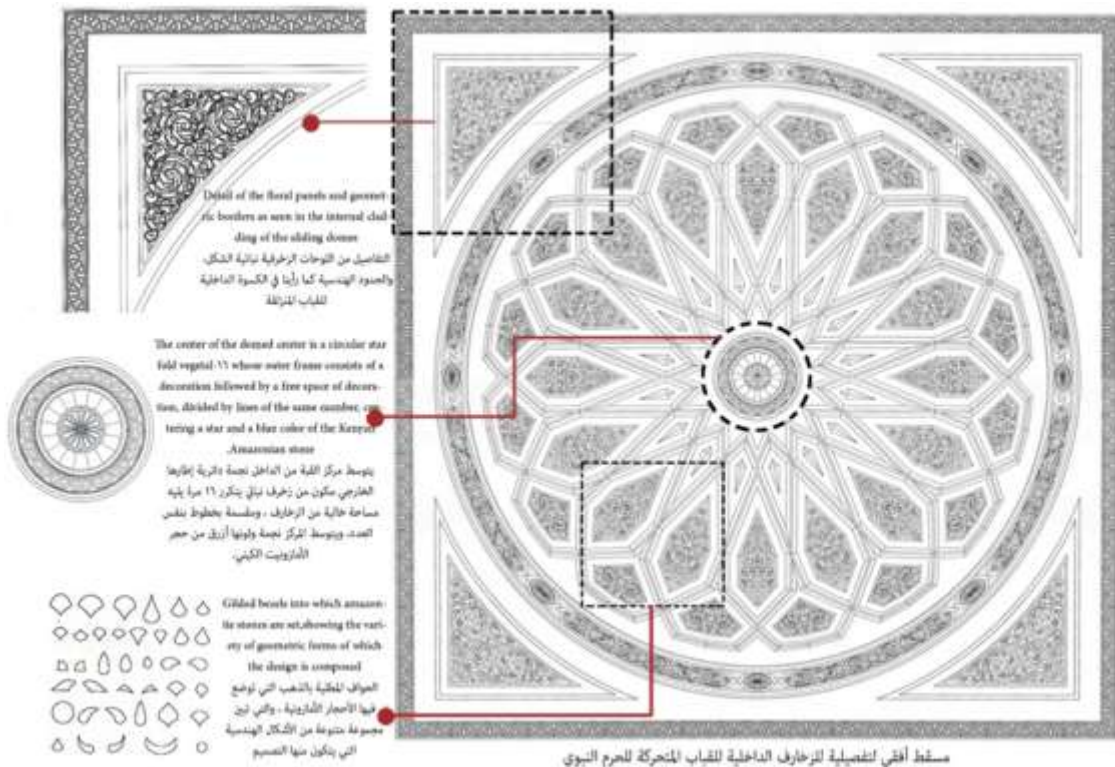 Detail of the floral panels and geomet-
ric borders as seen in the internal clad-
ding of the sliding domes
التفاصيل من اللوحات الزخرفية نباتية الشكل،
والحدود الهندسية كما رأينا في الكسوة الداخلية
للقباب المنزلقة
The center of the domed center is a circular star
fold vegetal ١٦ whose outer frame consists of a
decoration followed by a free space of decora-
tion, divided by lines of the same number, cen-
tering a star and a blue color of the Kenyan
.Amazonian stone
يتوسط مركز القبة من الداخل نجمة دائرية إطارها
الخارجي مكون من زخرف نباتي يتكرر ١٦ مرة يليه
مساحة خالية من الزخارف ، ومقسمة بخطوط بنفس
العدد، ويتوسط المركز نجمة ولونها أزرق من حجر
الأمازونيت الكيني.
Gilded bezels into which amazon-
ite stones are set,showing the vari-
ety of geometric forms of which
the design is composed
الحواف المطلية بالذهب التي توضع
فيها الأحجار الأمازونية ، والتي تبين
مجموعة متنوعة من الأشكال الهندسية
التي يتكون منها التصميم
مسقط أفقي لتفصيلية للزخارف الداخلية للقباب المتحركة للحرم النبوي